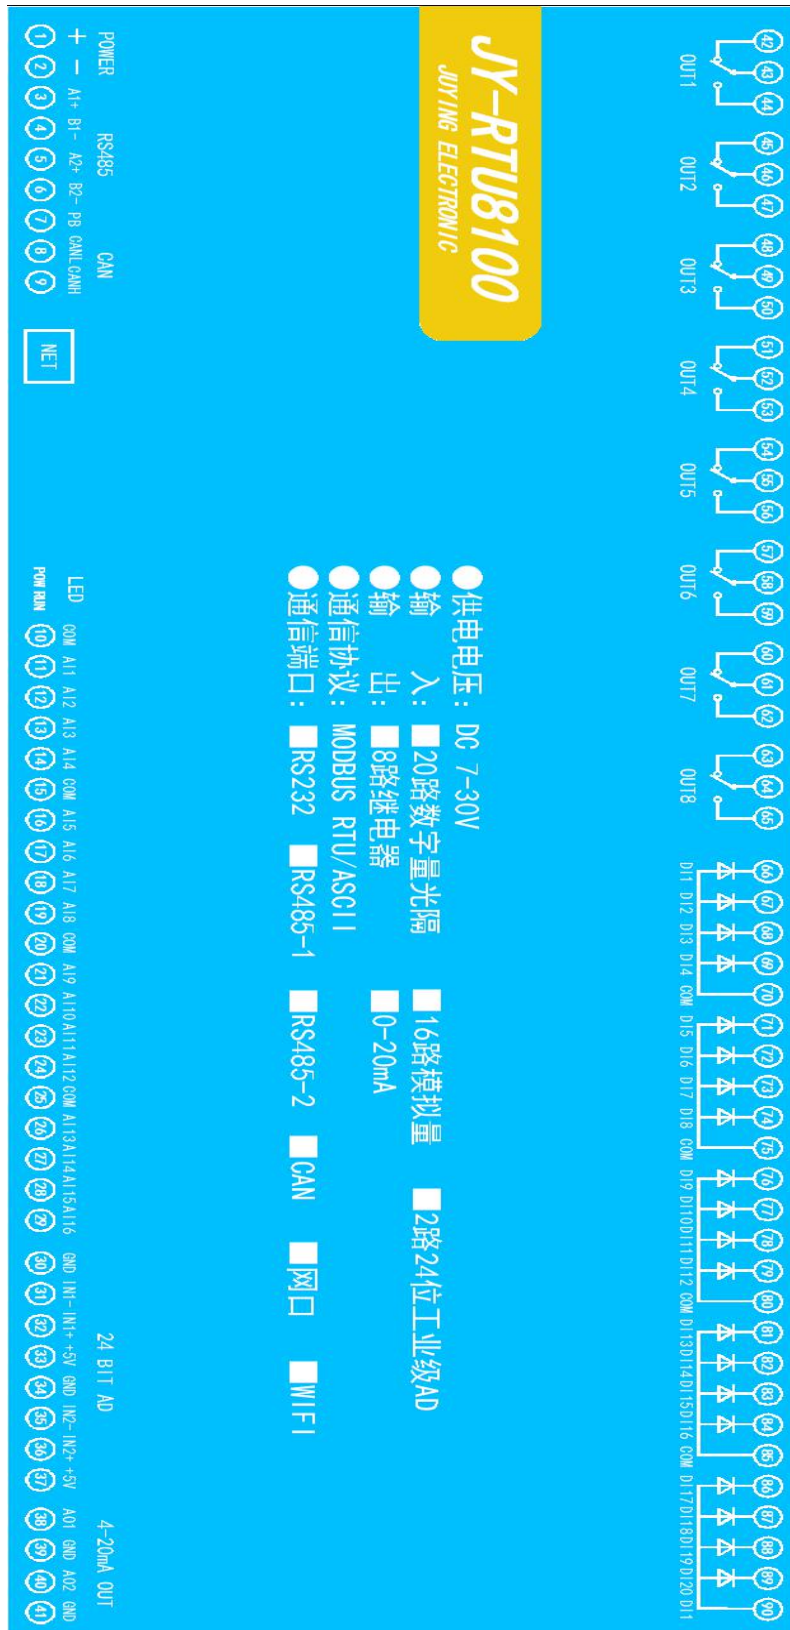 42 43 44 45 46 47 48 49 50 51 52 53 54 55 56 57 58 59 60 61 62 63 64 65 66 67 68 69 70 71 72 73 74 75 76 77 78 79 80 81 82 83 84 85 86 87 88 89 90
OUT1 OUT2 OUT3 OUT4 OUT5 OUT6 OUT7 OUT8 DI1 DI2 DI3 DI4 COM DI5 DI6 DI7 DI8 COM DI9 DI10 DI11 DI12 COM DI13 DI14 DI15 DI16 COM DI17 DI18 DI19 DI20 DI1
JY-RTU8100
JUYING ELECTRONIC
●供电电压: DC 7-30V
●输 入: ■20路数字量光隔 ■16路模拟量 ■2路24位工业级AD
●输 出: ■8路继电器 ■0-20mA
●通信协议: MODBUS RTU/ASCII
●通信端口: ■RS232 ■RS485-1 ■RS485-2 ■CAN ■网口 ■WIFI
POWER RS485 CAN LED 24 BIT AD 4-20mA OUT
+ - A1+ B1- A2+ B2- PB CANL CANH COM AI1 AI2 AI3 AI4 COM AI5 AI6 AI7 AI8 COM AI9 AI10 AI11 AI12 COM AI13 AI14 AI15 AI16 GND IN1- IN1+ +5V GND IN2- IN2+ +5V AO1 GND AO2 GND
NET
POW RUN
1 2 3 4 5 6 7 8 9 10 11 12 13 14 15 16 17 18 19 20 21 22 23 24 25 26 27 28 29 30 31 32 33 34 35 36 37 38 39 40 41